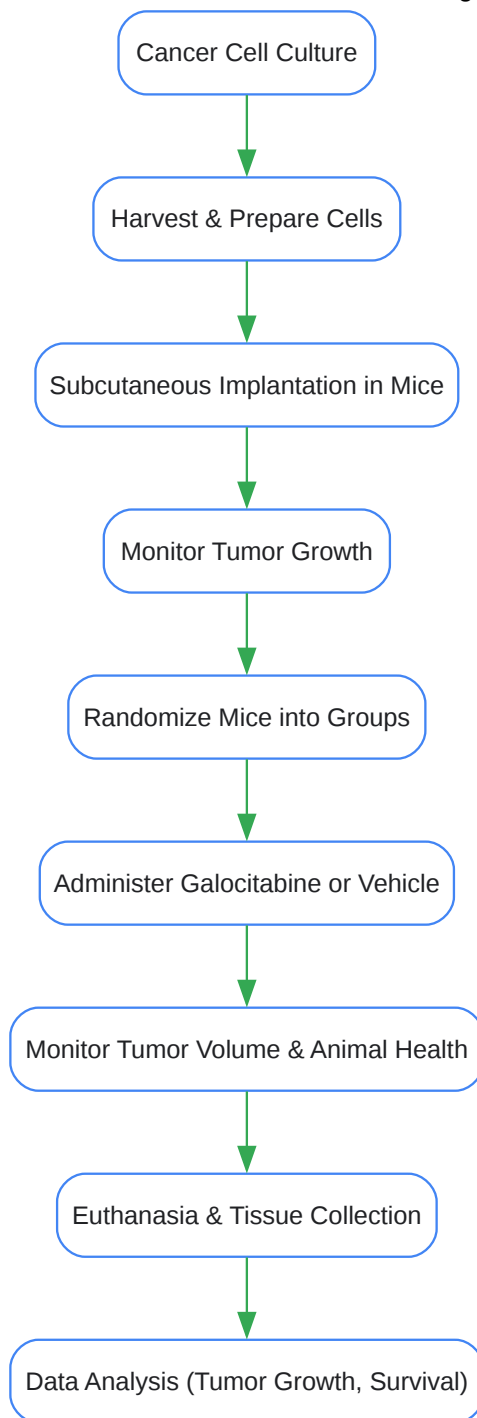 Cancer Cell Culture
Harvest & Prepare Cells
Subcutaneous Implantation in Mice
Monitor Tumor Growth
Randomize Mice into Groups
Administer Galocitabine or Vehicle
Monitor Tumor Volume & Animal Health
Euthanasia & Tissue Collection
Data Analysis (Tumor Growth, Survival)